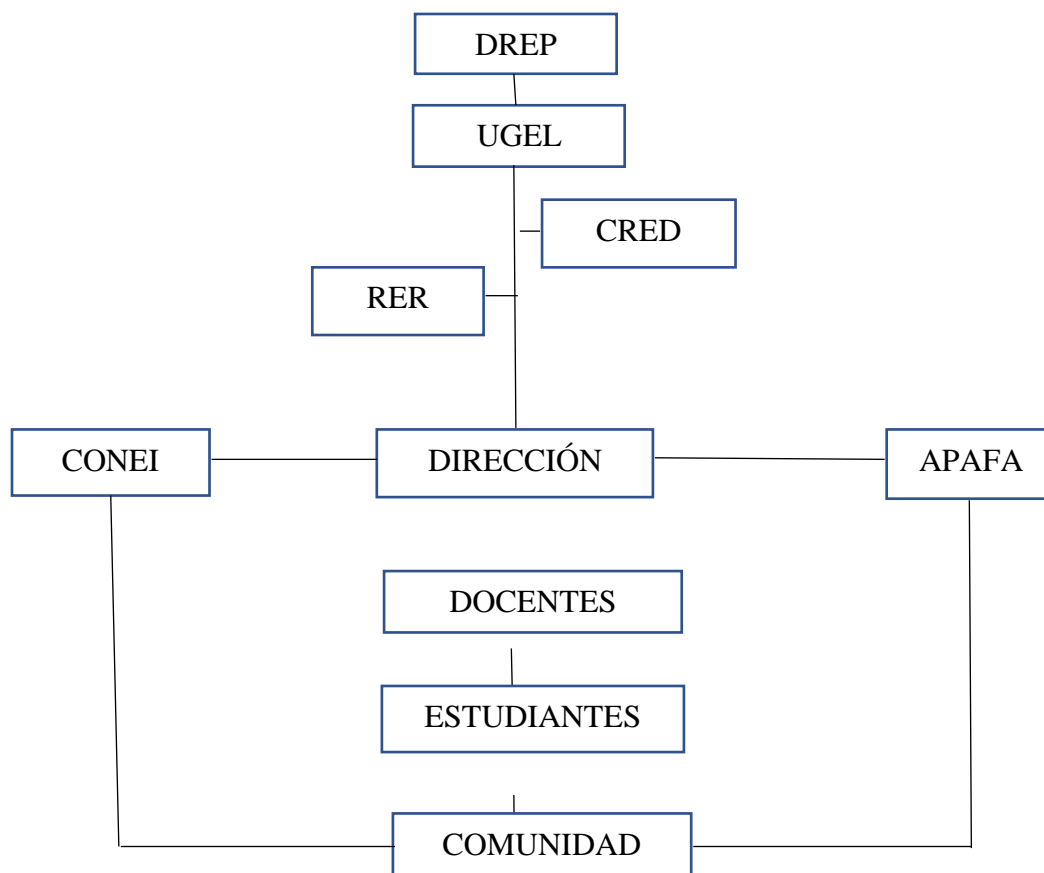 DREP
UGEL
CRED
RER
CONEI
DIRECCIÓN
APAFA
DOCENTES
ESTUDIANTES
COMUNIDAD